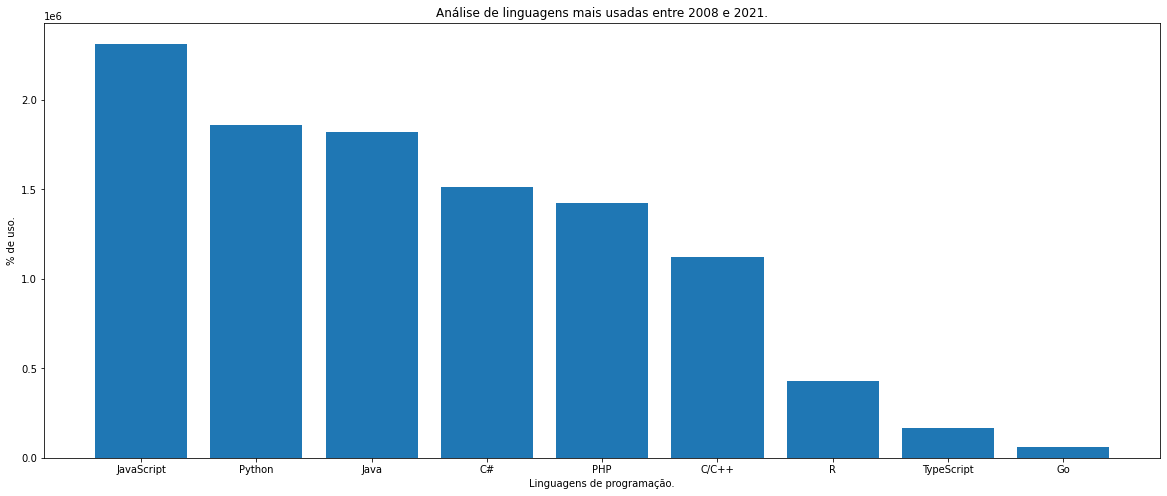 Análise de linguagens mais usadas entre 2008 e 2021.
1e6
2.0
1.5
1.0
0.5
0.0
% de uso.
JavaScript Python Java C# PHP C/C++ R TypeScript Go
Linguagens de programação.